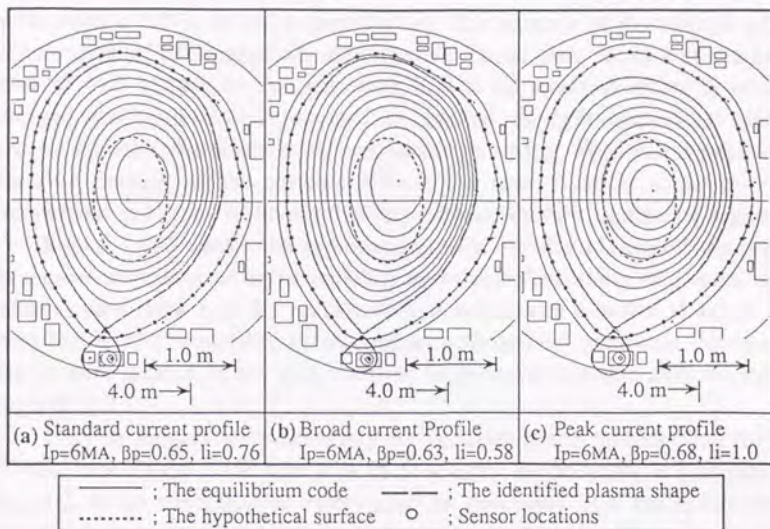 1.0 m
4.0 m
1.0 m
4.0 m
1.0 m
4.0 m
(a) Standard current profile
Ip=6MA, βp=0.65, li=0.76
(b) Broad current Profile
Ip=6MA, βp=0.63, li=0.58
(c) Peak current profile
Ip=6MA, βp=0.68, li=1.0
; The equilibrium code
; The identified plasma shape
; The hypothetical surface
; Sensor locations